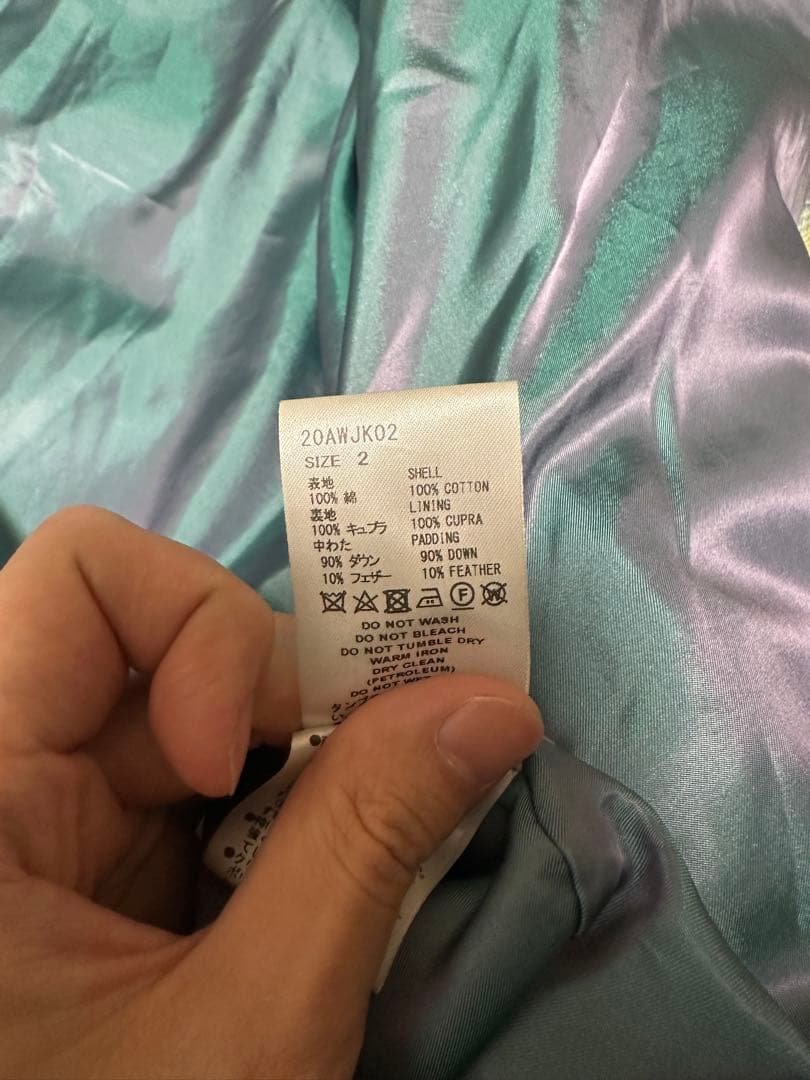 20AWJK02
SIZE 2
表地
100% 綿
裏地
100% キュプラ
中わた
90% ダウン
10% フェザー
SHELL
100% COTTON
LINING
100% CUPRA
PADDING
90% DOWN
10% FEATHER
DO NOT WASH
DO NOT BLEACH
DO NOT TUMBLE DRY
WARM IRON
DRY CLEAN
(PETROLEUM)
DO NOT